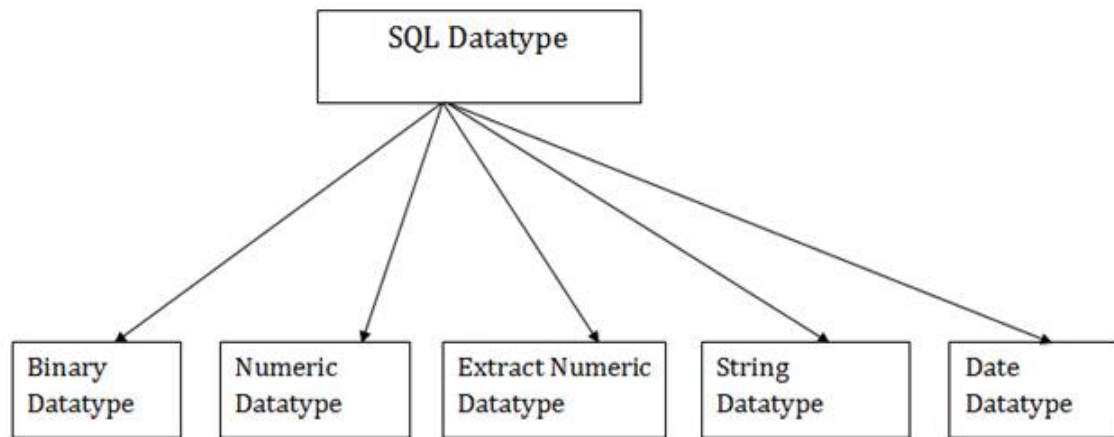 SQL Datatype
Binary
Datatype
Numeric
Datatype
Extract Numeric
Datatype
String
Datatype
Date
Datatype